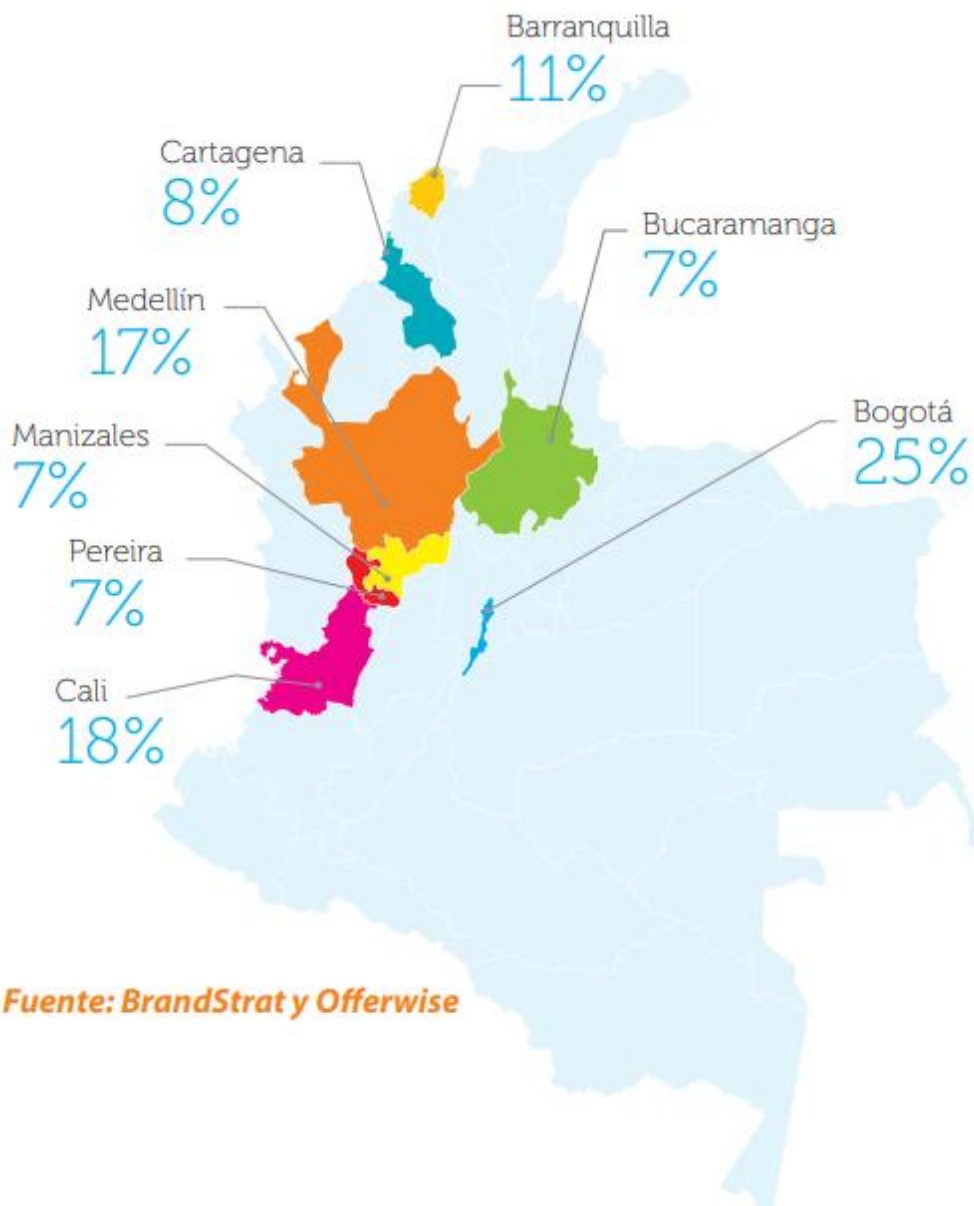 Barranquilla
11%
Cartagena
8%
Bucaramanga
7%
Medellín
17%
Bogotá
25%
Manizales
7%
Pereira
7%
Cali
18%
Fuente: BrandStrat y Offerwise